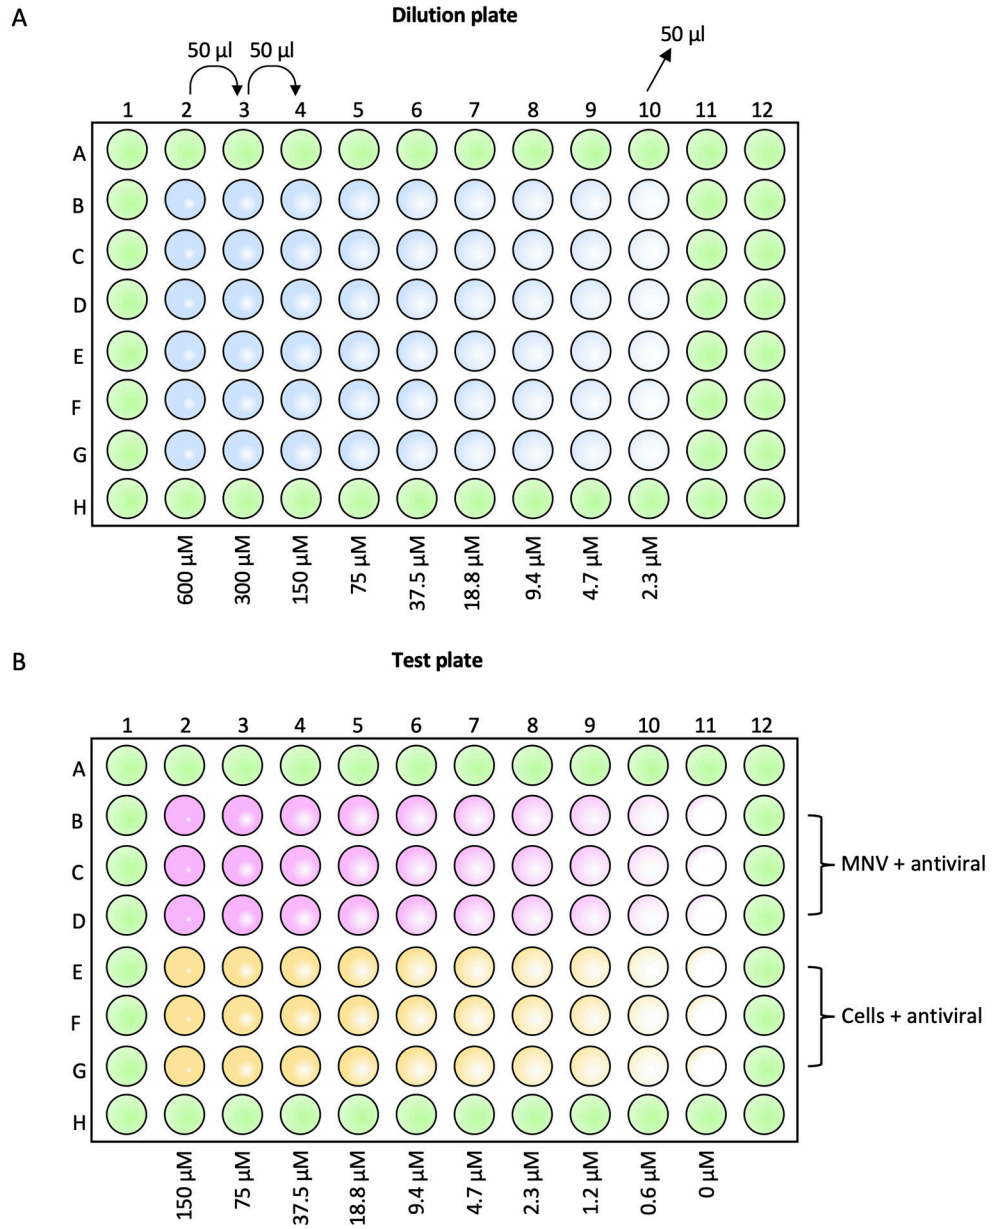 A
Dilution plate
50 µl 50 µl 50 µl
1 2 3 4 5 6 7 8 9 10 11 12
A
B
C
D
E
F
G
H
600 µM 300 µM 150 µM 75 µM 37.5 µM 18.8 µM 9.4 µM 4.7 µM 2.3 µM
B
Test plate
1 2 3 4 5 6 7 8 9 10 11 12
A
B
C
MNV + antiviral
D
E
F
Cells + antiviral
G
H
150 µM 75 µM 37.5 µM 18.8 µM 9.4 µM 4.7 µM 2.3 µM 1.2 µM 0.6 µM 0 µM